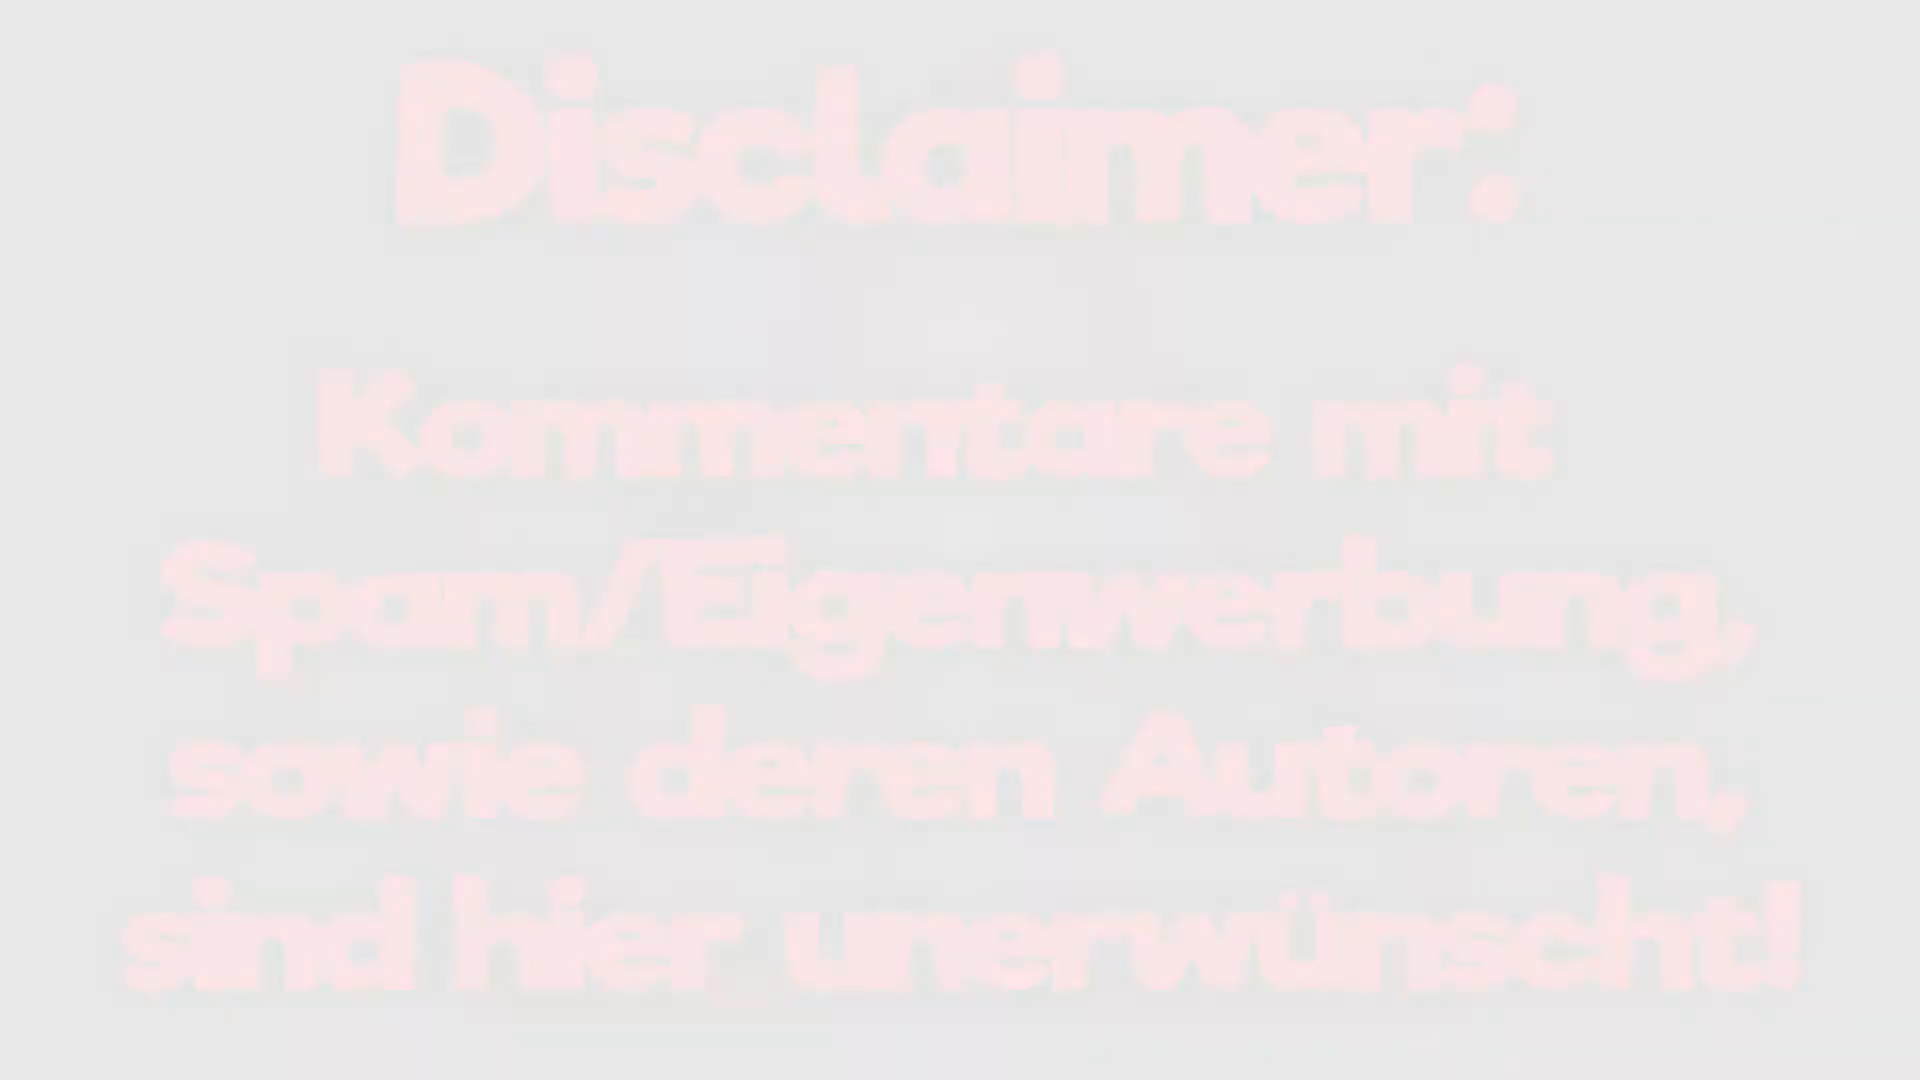 Disclaimer:
Kommentare mit
Spam/Eigenwerbung,
sowie deren Autoren,
sind hier unerwünscht!